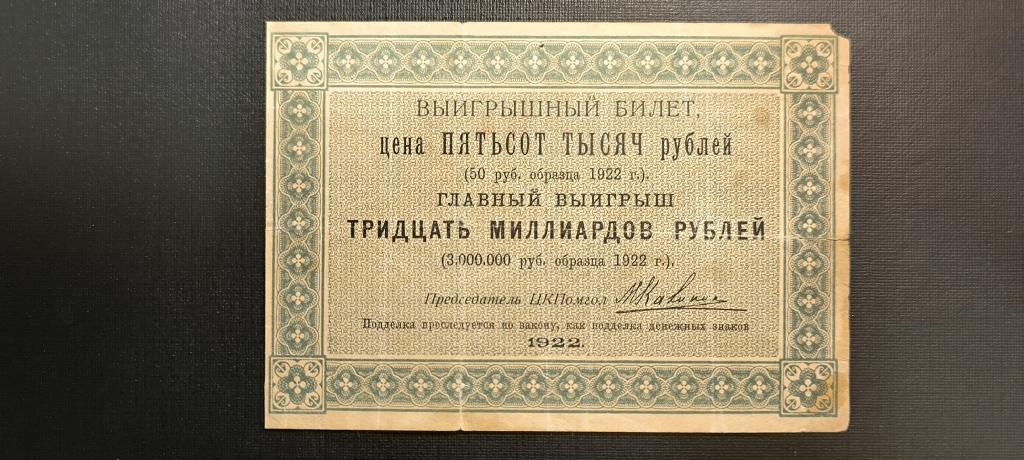 ВЫИГРЫШНЫЙ БИЛЕТ,
цена ПЯТЬСОТ ТЫСЯЧ рублей
(50 руб. образца 1922 г.).
ГЛАВНЫЙ ВЫИГРЫШ
ТРИДЦАТЬ МИЛЛИАРДОВ РУБЛЕЙ
(3.000.000 руб. образца 1922 г.).
Председатель ЦКПомгол М Калинин
Подделка преследуется по закону, как подделка денежных знаков
1922.